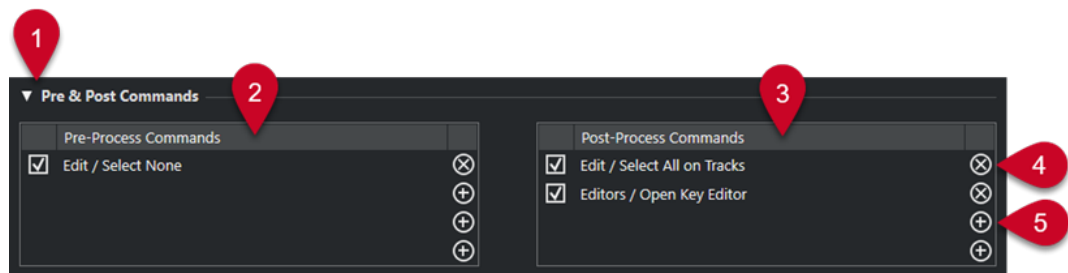 1
2
3
Pre & Post Commands
Pre-Process Commands
Edit / Select None
Post-Process Commands
Edit / Select All on Tracks
4
Editors / Open Key Editor
5